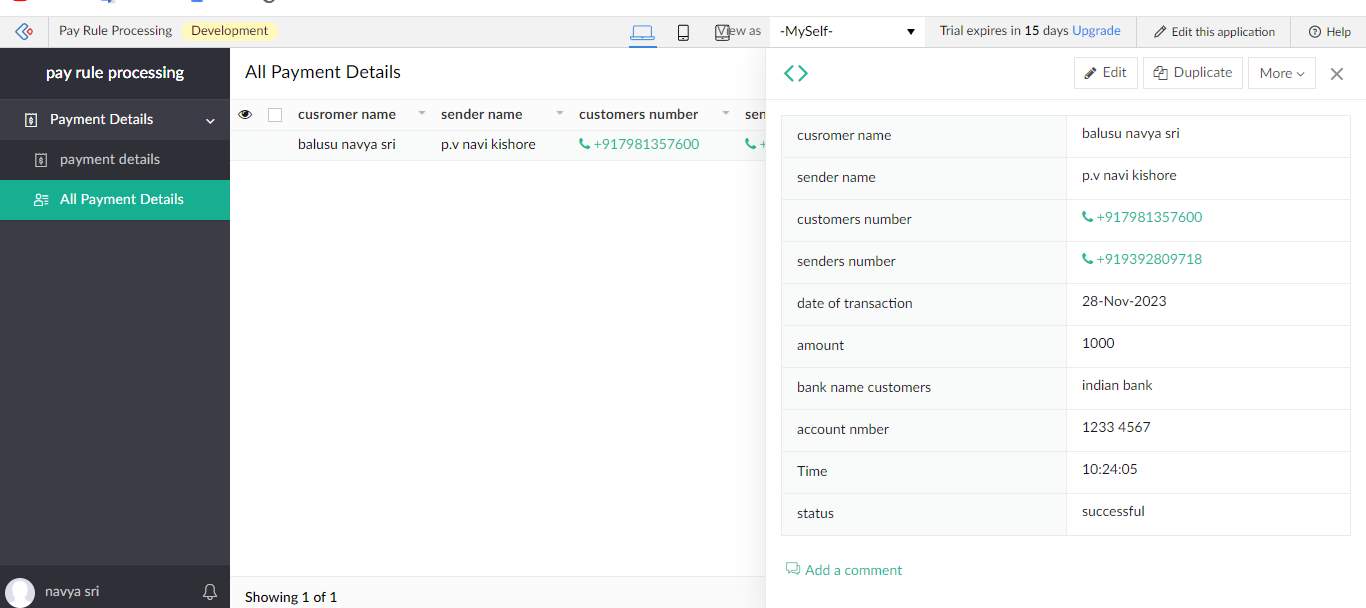 Pay Rule Processing Development View as -MySelf- Trial expires in 15 days Upgrade Edit this application Help
pay rule processing
Payment Details
payment details
All Payment Details
navya sri
All Payment Details
cusromer name sender name customers number sen
balusu navya sri p.v navi kishore +917981357600 +
Showing 1 of 1
Edit Duplicate More
cusromer name balusu navya sri
sender name p.v navi kishore
customers number +917981357600
senders number +919392809718
date of transaction 28-Nov-2023
amount 1000
bank name customers indian bank
account nmber 1233 4567
Time 10:24:05
status successful
Add a comment